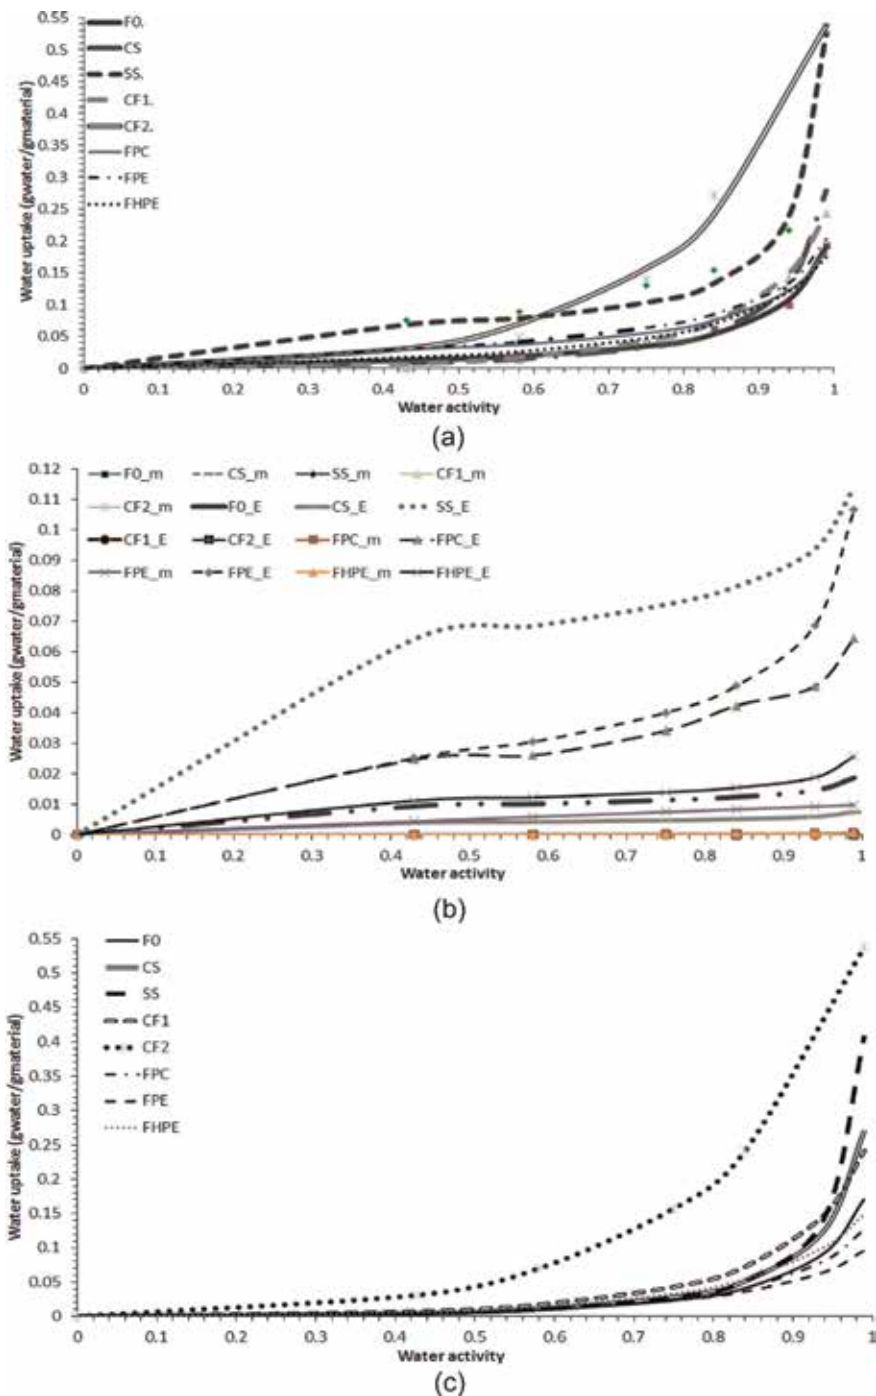 0.55
0.5
0.45
0.4
0.35
0.3
0.25
0.2
0.15
0.1
0.05
0
Water uptake (gwater/gmaterial)
FO.
CS
SS.
CF1.
CF2.
FPC
FPE
FHPE
0 0.1 0.2 0.3 0.4 0.5 0.6 0.7 0.8 0.9 1
Water activity
(a)
0.12
0.11
0.1
0.09
0.08
0.07
0.06
0.05
0.04
0.03
0.02
0.01
0
Water uptake (gwater/gmaterial)
FO_m CS_m SS_m CF1_m
CF2_m FO_E CS_E SS_E
CF1_E CF2_E FPC_m FPC_E
FPE_m FPE_E FHPE_m FHPE_E
0 0.1 0.2 0.3 0.4 0.5 0.6 0.7 0.8 0.9 1
Water activity
(b)
0.55
0.5
0.45
0.4
0.35
0.3
0.25
0.2
0.15
0.1
0.05
0
Water uptake (gwater/gmaterial)
FO
CS
SS
CF1
CF2
FPC
FPE
FHPE
0 0.1 0.2 0.3 0.4 0.5 0.6 0.7 0.8 0.9 1
Water activity
(c)